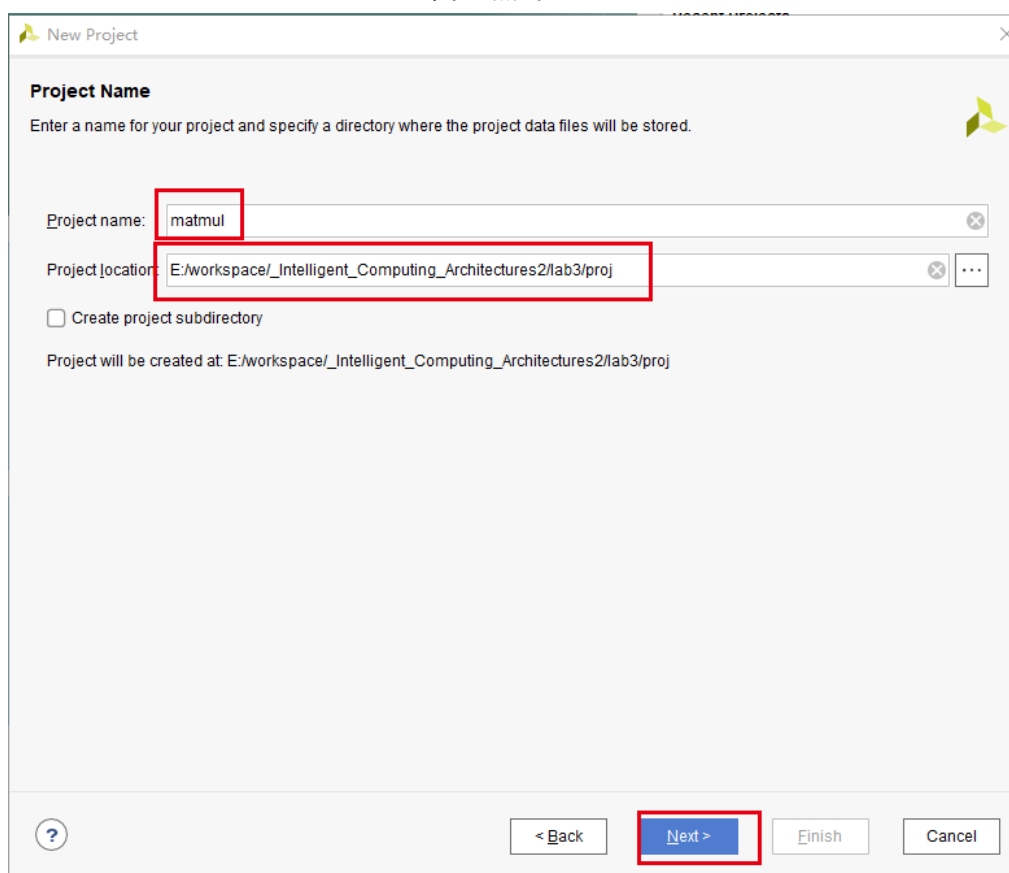 New Project
Project Name
Enter a name for your project and specify a directory where the project data files will be stored.
Project name: matmul
Project location: E:/workspace/_Intelligent_Computing_Architectures2/lab3/proj
Create project subdirectory
Project will be created at: E:/workspace/_Intelligent_Computing_Architectures2/lab3/proj
? < Back Next > Finish Cancel